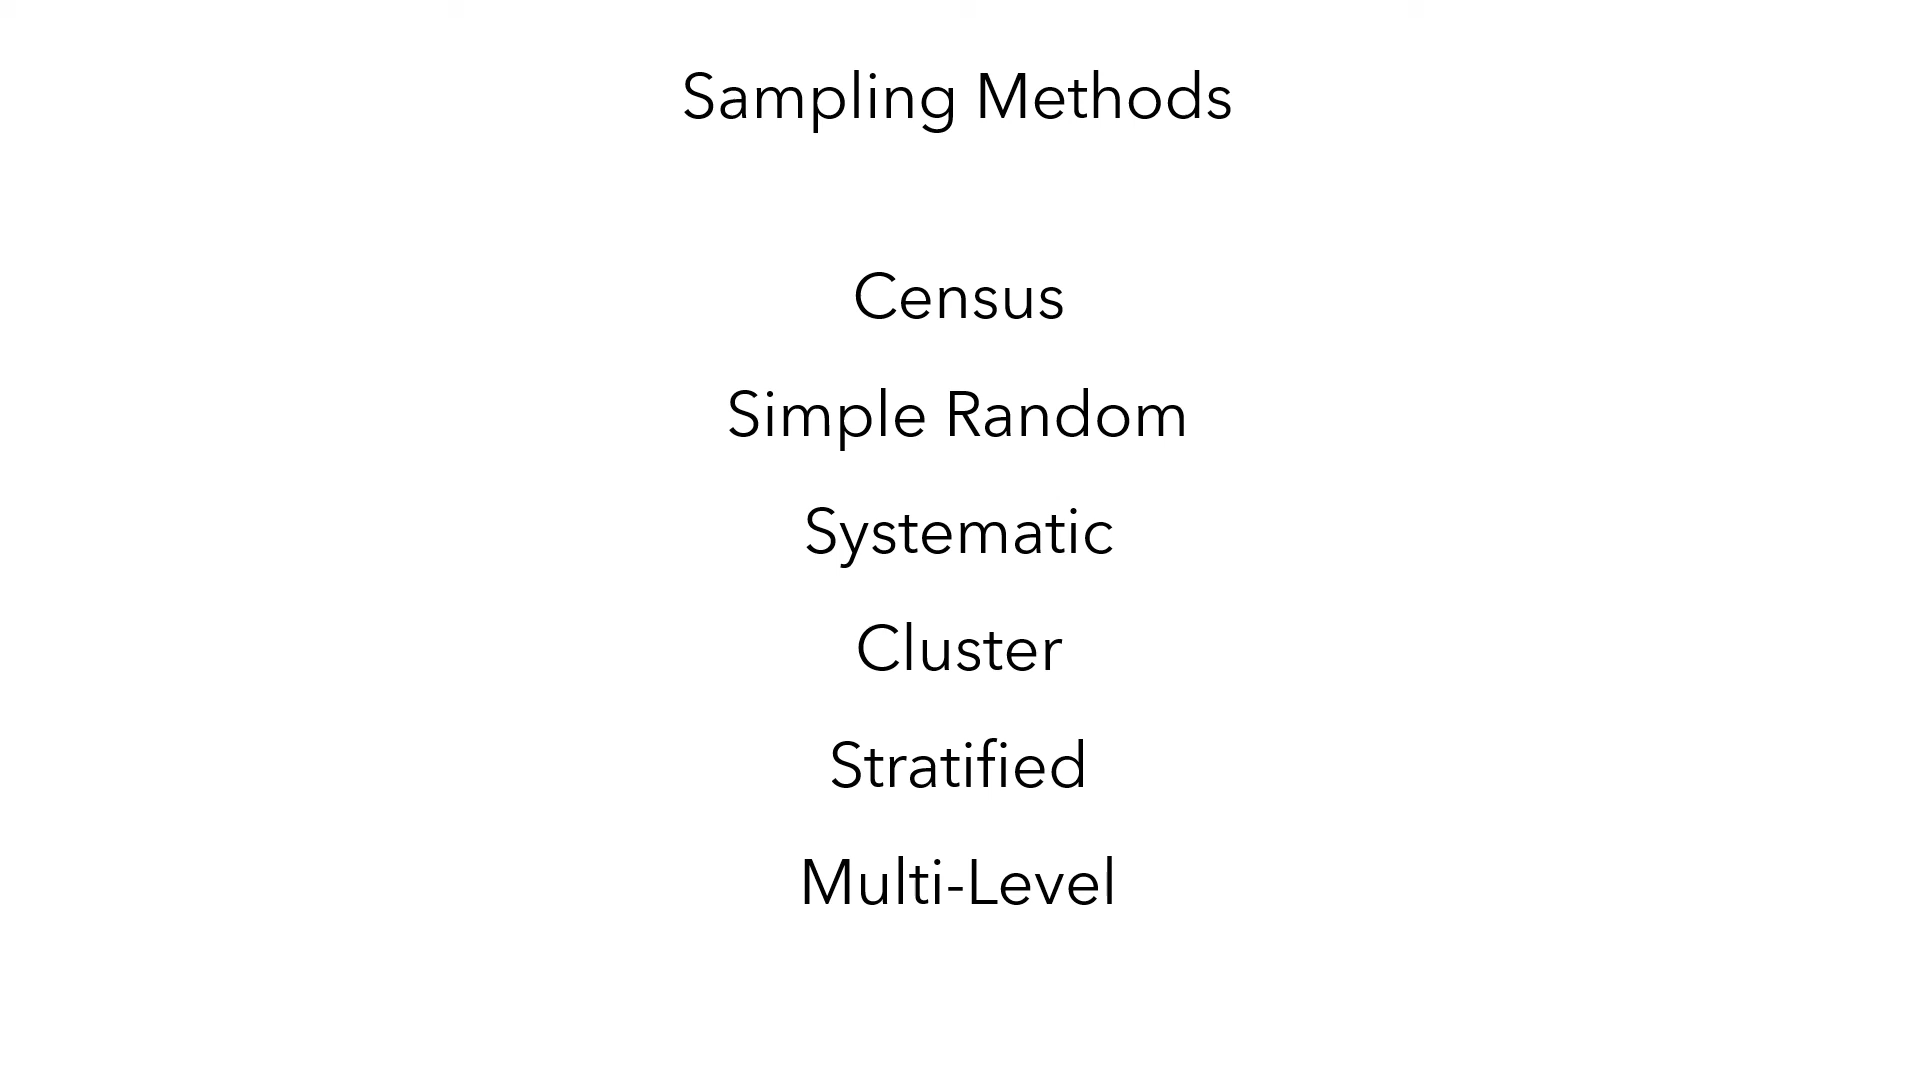 Sampling Methods
Census
Simple Random
Systematic
Cluster
Stratified
Multi-Level